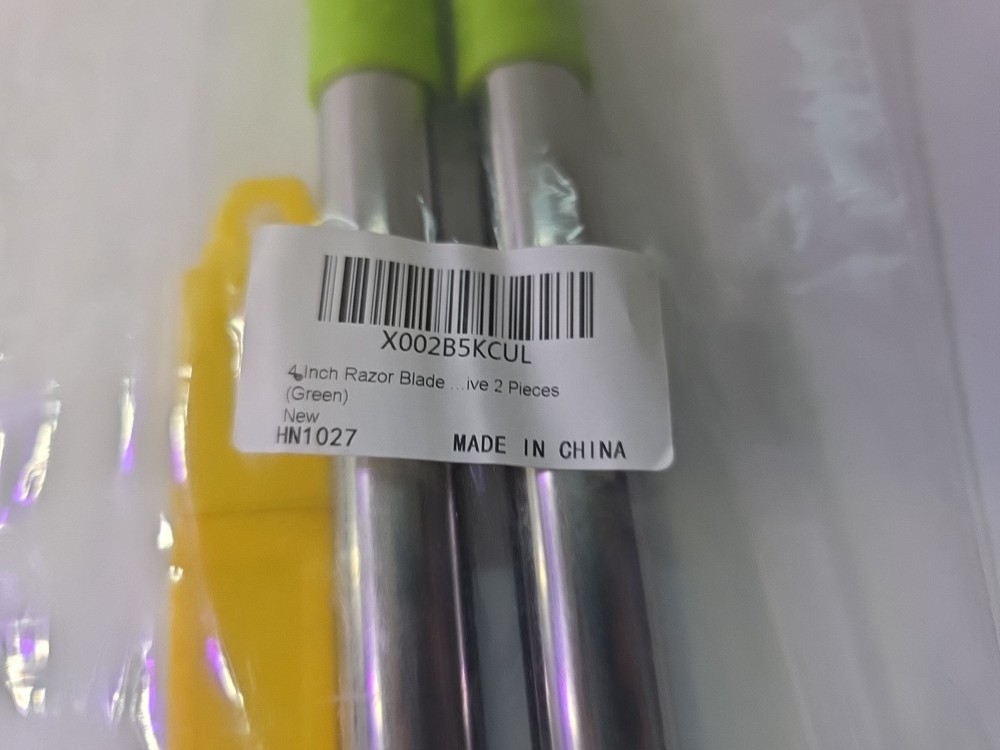 X002B5KCUL
4 Inch Razor Blade ...ive 2 Pieces
(Green)
New
HN1027
MADE IN CHINA